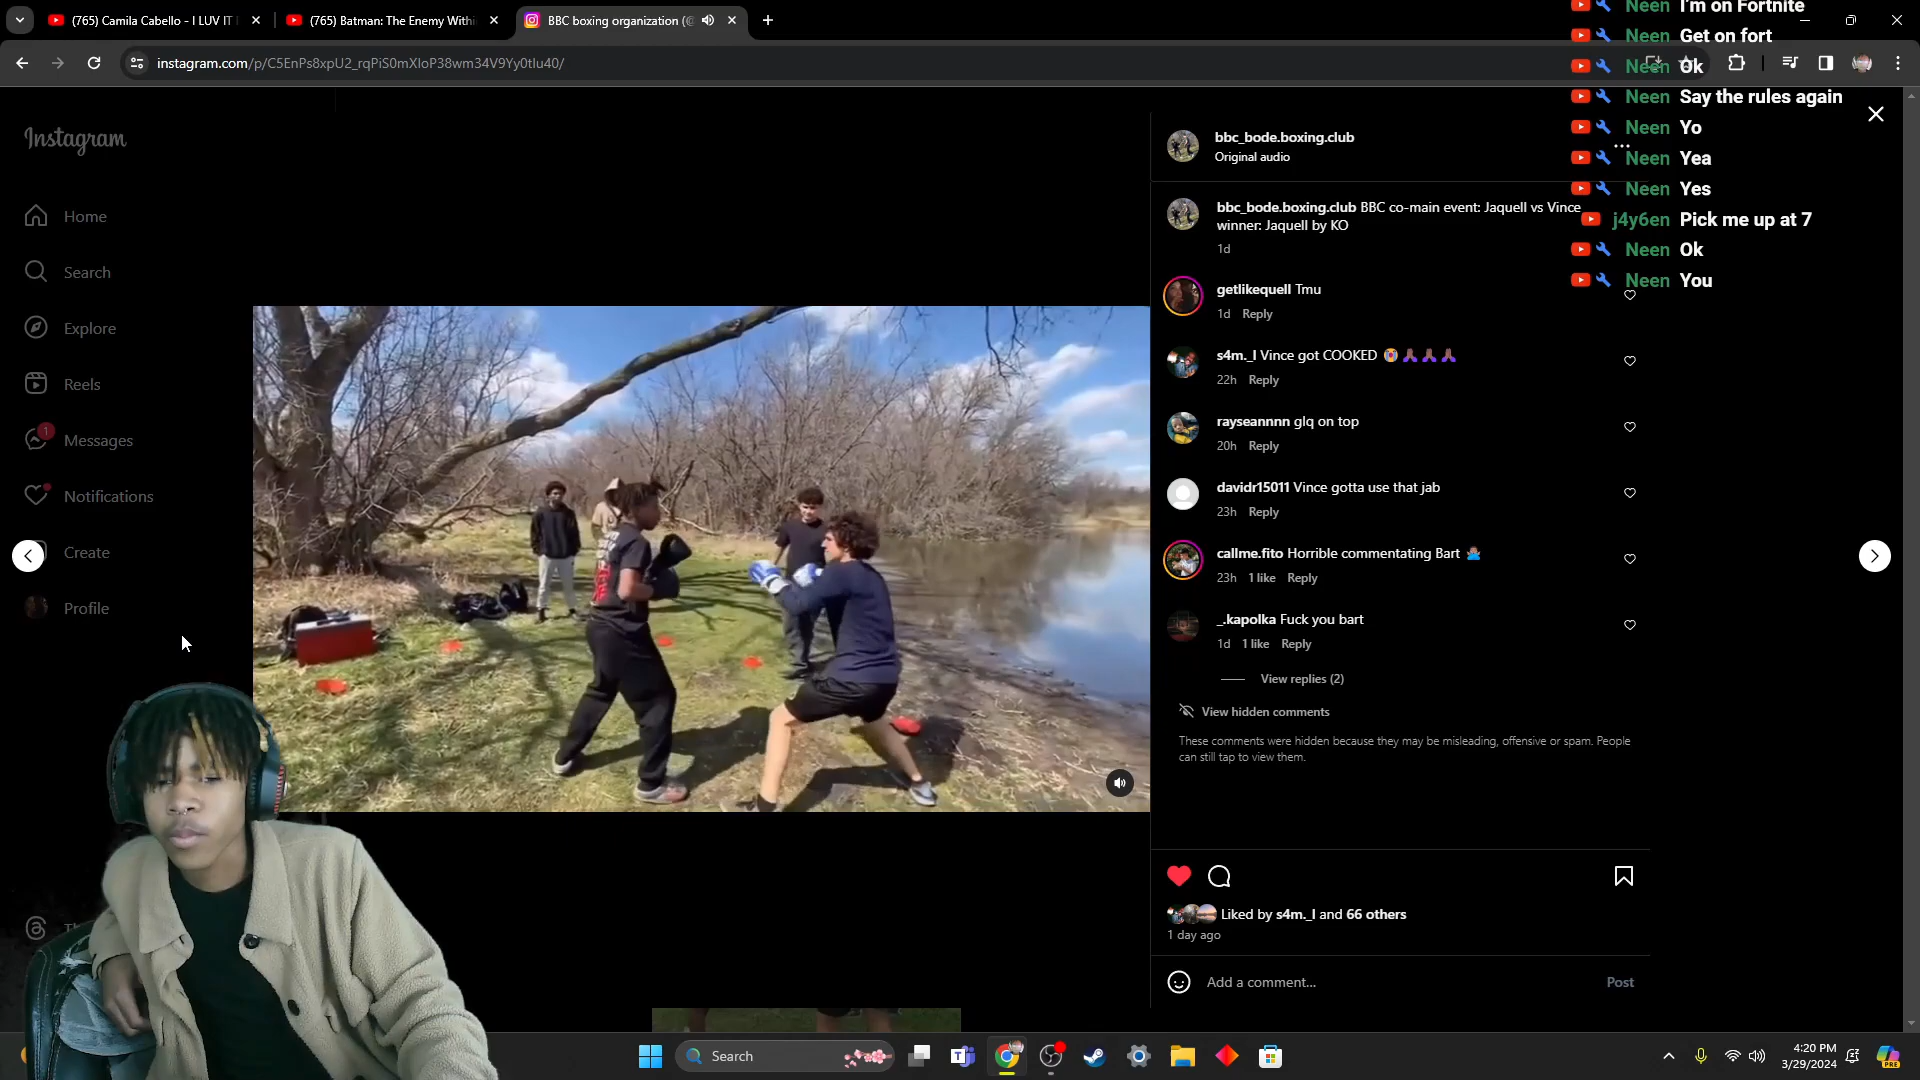 (765) Camila Cabello - I LUV IT
(765) Batman: The Enemy Withi
BBC boxing organization (@
instagram.com/p/C5EnPs8xpU2_rqPiS0mXIoP38wm34V9Yy0tIu40/
Neen I'm on Fortnite
Neen Get on fort
Neen Ok
Neen Say the rules again
Neen Yo
Neen Yea
Neen Yes
j4y6en Pick me up at 7
Neen Ok
Neen You
Instagram
Home
Search
Explore
Reels
1
Messages
Notifications
Create
Profile
bbc_bode.boxing.club
Original audio
bbc_bode.boxing.club BBC co-main event: Jaquell vs Vince
winner: Jaquell by KO
1d
getlikequell Tmu
1d Reply
s4m._l Vince got COOKED 😭🙏🏾🙏🏾🙏🏾
22h Reply
rayseannnn glq on top
20h Reply
davidr15011 Vince gotta use that jab
23h Reply
callme.fito Horrible commentating Bart 🤷🏽‍♂️
23h 1 like Reply
_.kapolka Fuck you bart
1d 1 like Reply
View replies (2)
View hidden comments
These comments were hidden because they may be misleading, offensive or spam. People
can still tap to view them.
Liked by s4m._l and 66 others
1 day ago
Add a comment...
Post
Search
4:20 PM
3/29/2024
PRE